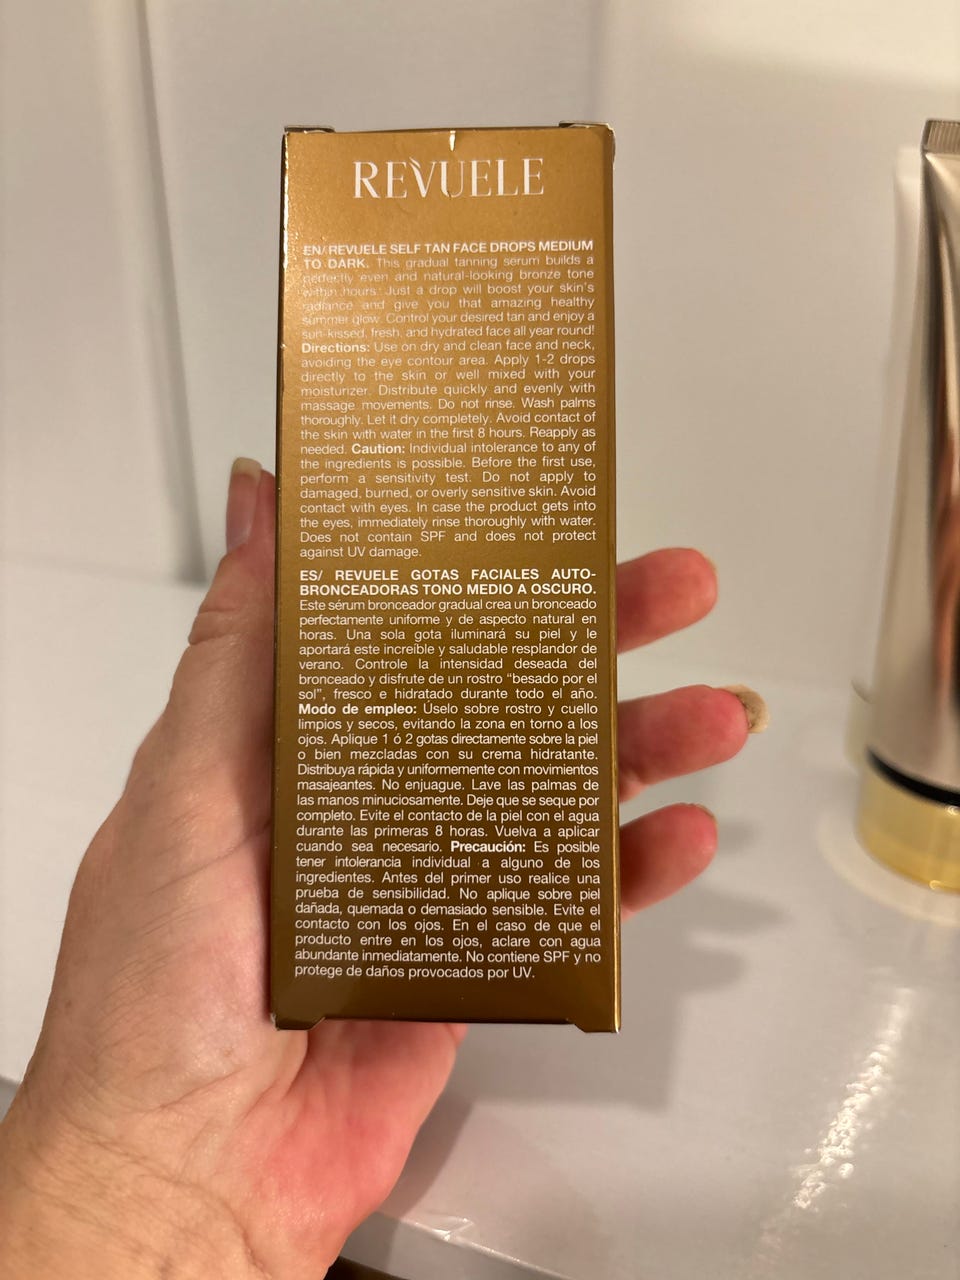 REVUELE
EN/ REVUELE SELF TAN FACE DROPS MEDIUM
TO DARK. This gradual tanning serum builds a
perfectly even and natural-looking bronze tone
within hours. Just a drop will boost your skin's
radiance and give you that amazing healthy
summer glow. Control your desired tan and enjoy a
sun-kissed, fresh, and hydrated face all year round!
Directions: Use on dry and clean face and neck,
avoiding the eye contour area. Apply 1-2 drops
directly to the skin or well mixed with your
moisturizer. Distribute quickly and evenly with
massage movements. Do not rinse. Wash palms
thoroughly. Let it dry completely. Avoid contact of
the skin with water in the first 8 hours. Reapply as
needed. Caution: Individual intolerance to any of
the ingredients is possible. Before the first use,
perform a sensitivity test. Do not apply to
damaged, burned, or overly sensitive skin. Avoid
contact with eyes. In case the product gets into
the eyes, immediately rinse thoroughly with water.
Does not contain SPF and does not protect
against UV damage.
ES/ REVUELE GOTAS FACIALES AUTO-
BRONCEADORAS TONO MEDIO A OSCURO.
Este sérum bronceador gradual crea un bronceado
perfectamente uniforme y de aspecto natural en
horas. Una sola gota iluminará su piel y le
aportará este increíble y saludable resplandor de
verano. Controle la intensidad deseada del
bronceado y disfrute de un rostro “besado por el
sol”, fresco e hidratado durante todo el año.
Modo de empleo: Úselo sobre rostro y cuello
limpios y secos, evitando la zona en torno a los
ojos. Aplique 1 ó 2 gotas directamente sobre la piel
o bien mezcladas con su crema hidratante.
Distribuya rápida y uniformemente con movimientos
masajeantes. No enjuague. Lave las palmas de
las manos minuciosamente. Deje que se seque por
completo. Evite el contacto de la piel con el agua
durante las primeras 8 horas. Vuelva a aplicar
cuando sea necesario. Precaución: Es posible
tener intolerancia individual a alguno de los
ingredientes. Antes del primer uso realice una
prueba de sensibilidad. No aplique sobre piel
dañada, quemada o demasiado sensible. Evite el
contacto con los ojos. En el caso de que el
producto entre en los ojos, aclare con agua
abundante inmediatamente. No contiene SPF y no
protege de daños provocados por UV.